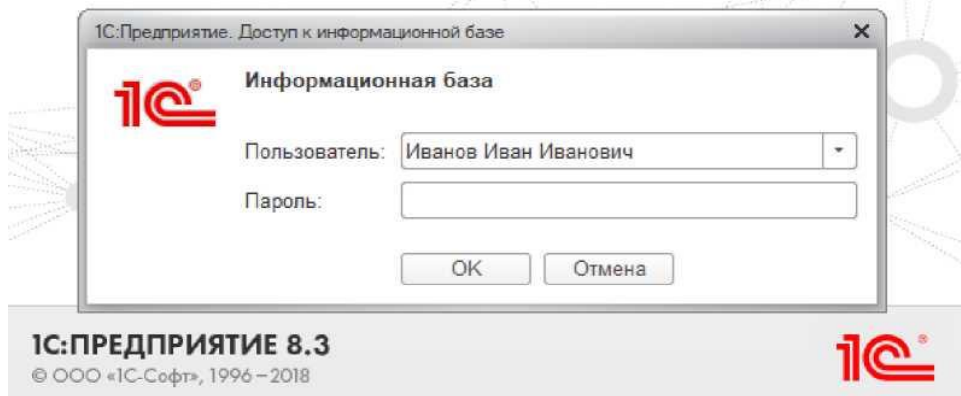 1С:Предприятие. Доступ к информационной базе
1С®
Информационная база
Пользователь: Иванов Иван Иванович
Пароль:
OK Отмена
1С:ПРЕДПРИЯТИЕ 8.3
© ООО «1С-Софт», 1996–2018
1С®